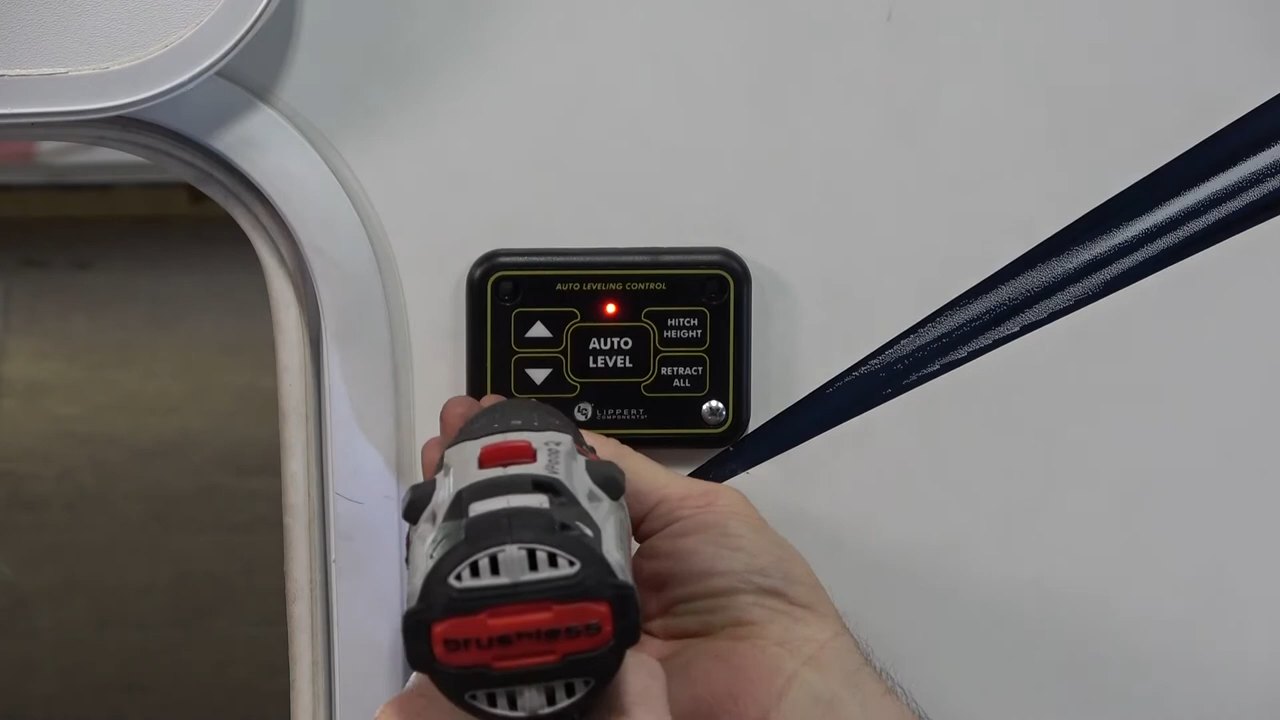 AUTO LEVELING CONTROL
AUTO
LEVEL
HITCH
HEIGHT
RETRACT
ALL
LIPPERT
COMPONENTS
brushless